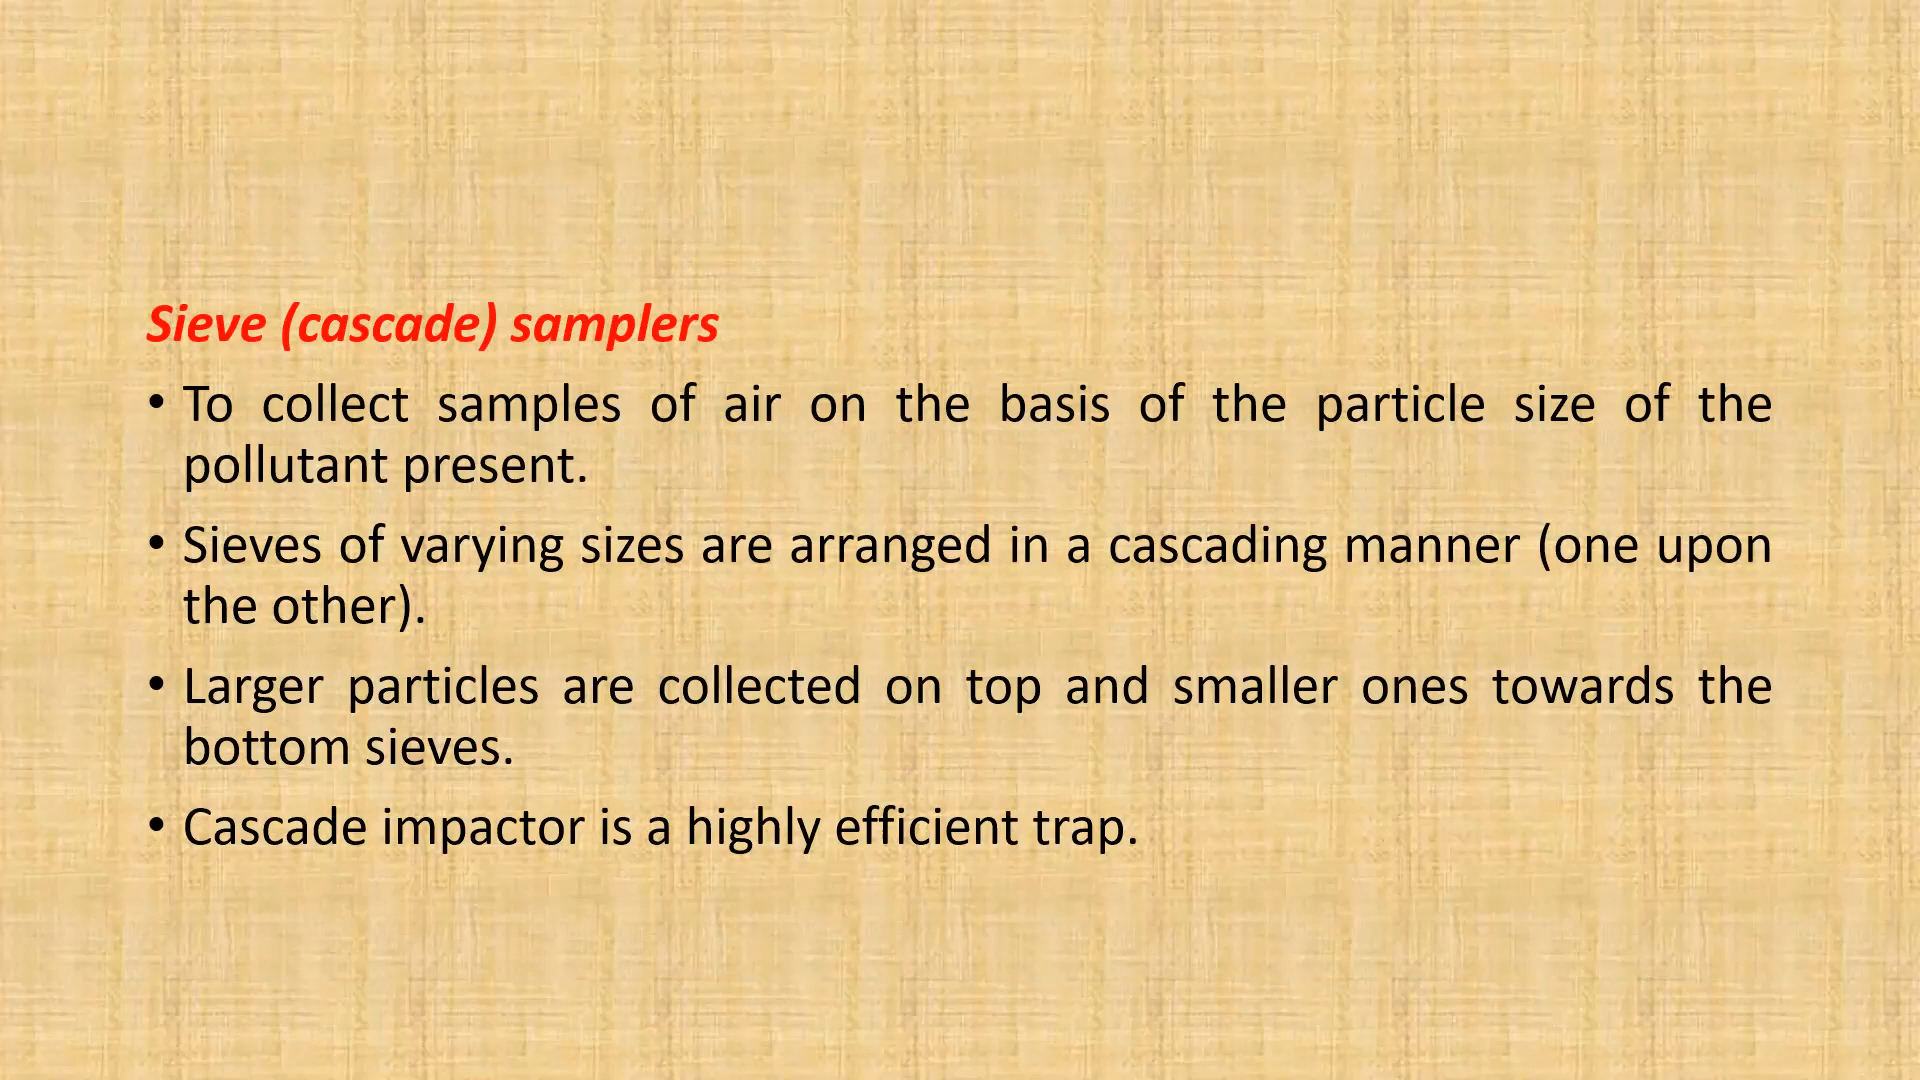 Sieve (cascade) samplers
• To collect samples of air on the basis of the particle size of the
pollutant present.
• Sieves of varying sizes are arranged in a cascading manner (one upon
the other).
• Larger particles are collected on top and smaller ones towards the
bottom sieves.
• Cascade impactor is a highly efficient trap.